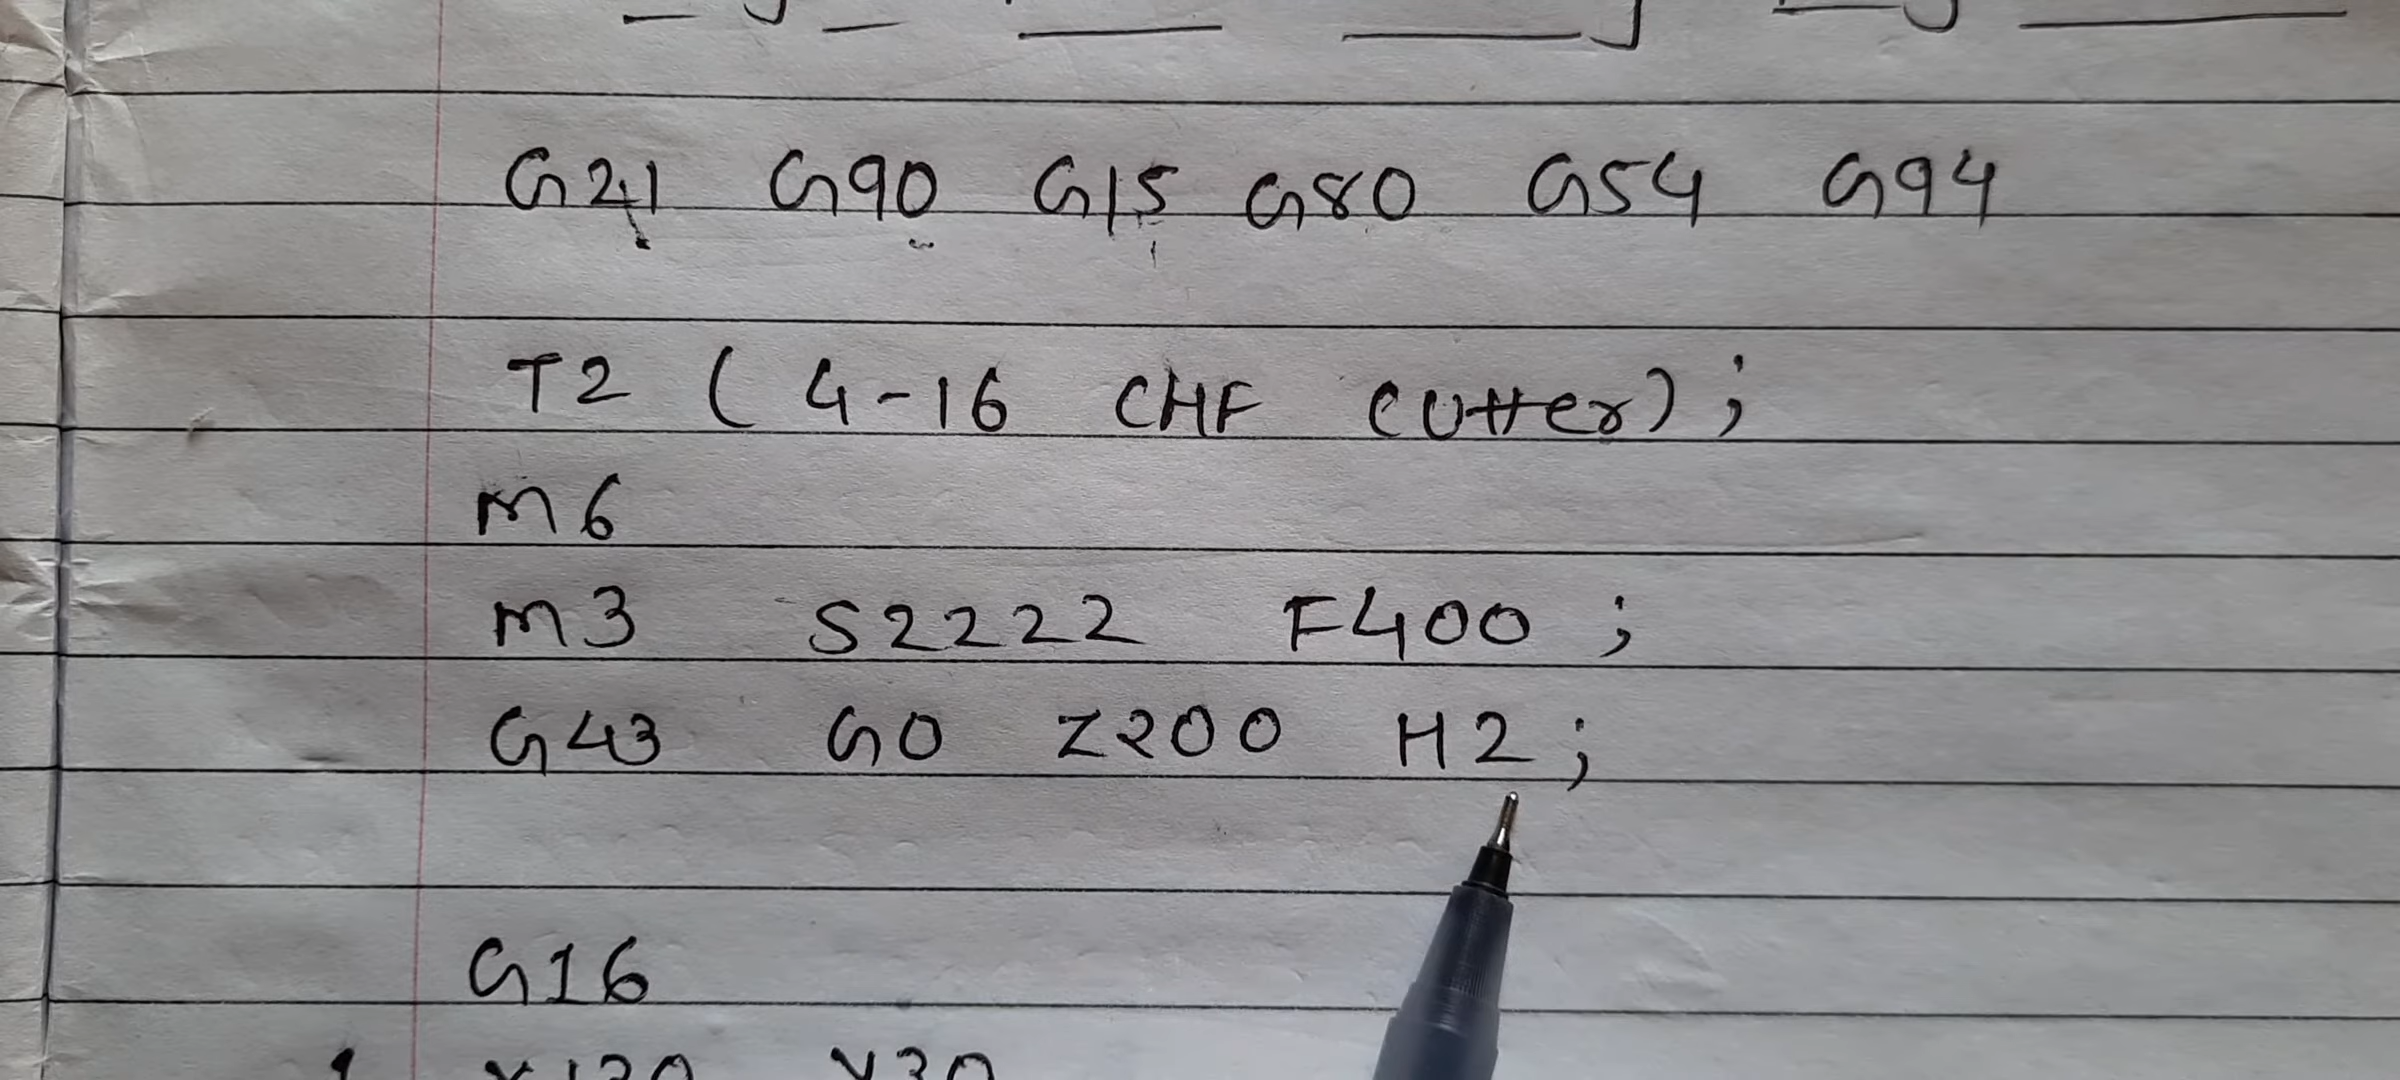 G21 G90 G15 G80 G54 G94
T2 ( 4-16 CHF Cutter) ;
M6
M3 S2222 F400 ;
G43 G0 Z200 H2 ;
G16